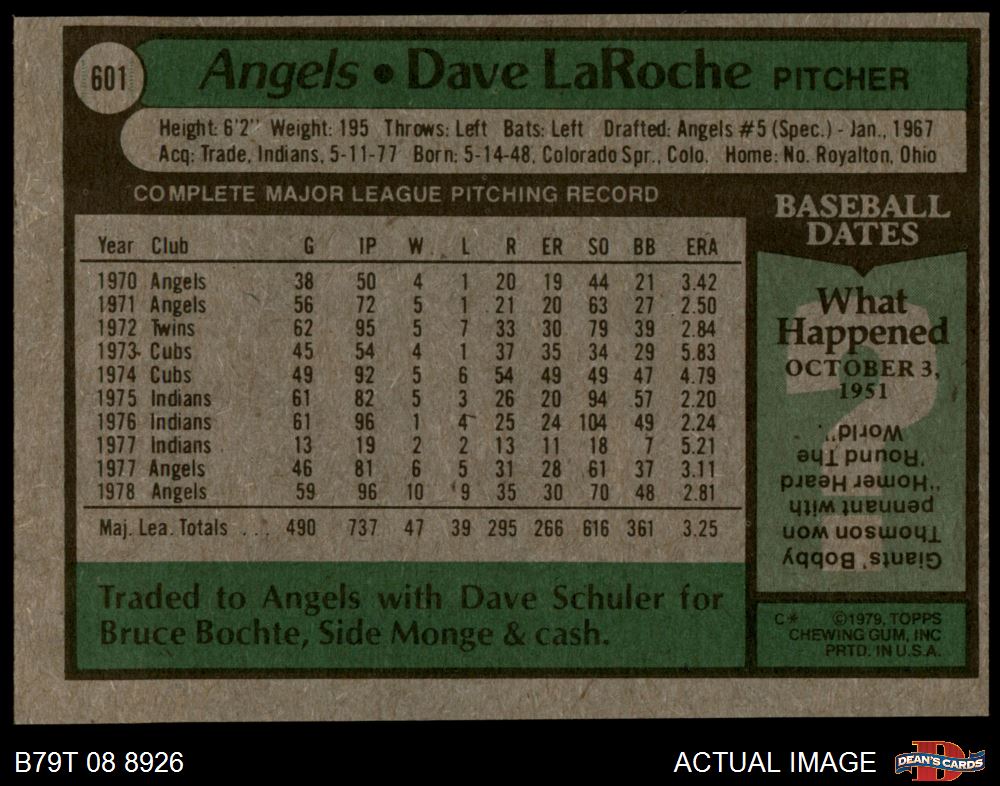 601
Angels • Dave LaRoche PITCHER
Height: 6'2" Weight: 195 Throws: Left Bats: Left Drafted: Angels #5 (Spec.) - Jan., 1967
Acq: Trade, Indians, 5-11-77 Born: 5-14-48, Colorado Spr., Colo. Home: No. Royalton, Ohio
COMPLETE MAJOR LEAGUE PITCHING RECORD
Year Club G IP W L R ER SO BB ERA
1970 Angels 38 50 4 1 20 19 44 21 3.42
1971 Angels 56 72 5 1 21 20 63 27 2.50
1972 Twins 62 95 5 7 33 30 79 39 2.84
1973 Cubs 45 54 4 1 37 35 34 29 5.83
1974 Cubs 49 92 5 6 54 49 49 47 4.79
1975 Indians 61 82 5 3 26 20 94 57 2.20
1976 Indians 61 96 1 4 25 24 104 49 2.24
1977 Indians 13 19 2 2 13 11 18 7 5.21
1977 Angels 46 81 6 5 31 28 61 37 3.11
1978 Angels 59 96 10 9 35 30 70 48 2.81
Maj. Lea. Totals . . . 490 737 47 39 295 266 616 361 3.25
Traded to Angels with Dave Schuler for
Bruce Bochte, Side Monge & cash.
BASEBALL
DATES
What
Happened
OCTOBER 3,
1951
?
Giants' Bobby
Thomson won
pennant with
"Homer Heard
'Round The
World".
C* ©1979, TOPPS
CHEWING GUM, INC
PRTD. IN U.S.A.
B79T 08 8926
ACTUAL IMAGE
D
DEAN'S CARDS